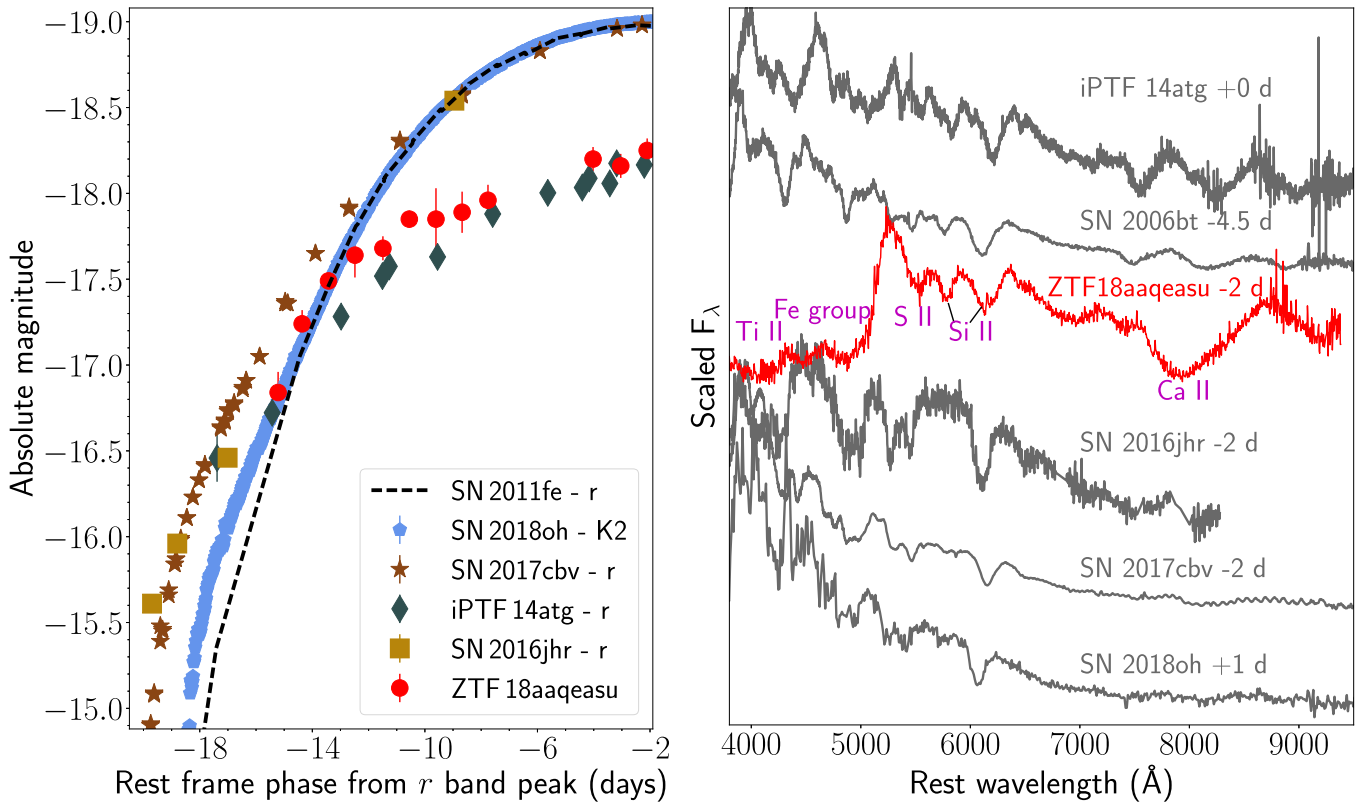 Absolute magnitude
−19.0
−18.5
−18.0
−17.5
−17.0
−16.5
−16.0
−15.5
−15.0
−18
−14
−10
−6
−2
Rest frame phase from r band peak (days)
SN 2011fe - r
SN 2018oh - K2
SN 2017cbv - r
iPTF 14atg - r
SN 2016jhr - r
ZTF18aaqeasu
Scaled Fλ
iPTF 14atg +0 d
SN 2006bt -4.5 d
ZTF18aaqeasu -2 d
Ti II
Fe group
S II
Si II
Ca II
SN 2016jhr -2 d
SN 2017cbv -2 d
SN 2018oh +1 d
4000
5000
6000
7000
8000
9000
Rest wavelength (Å)